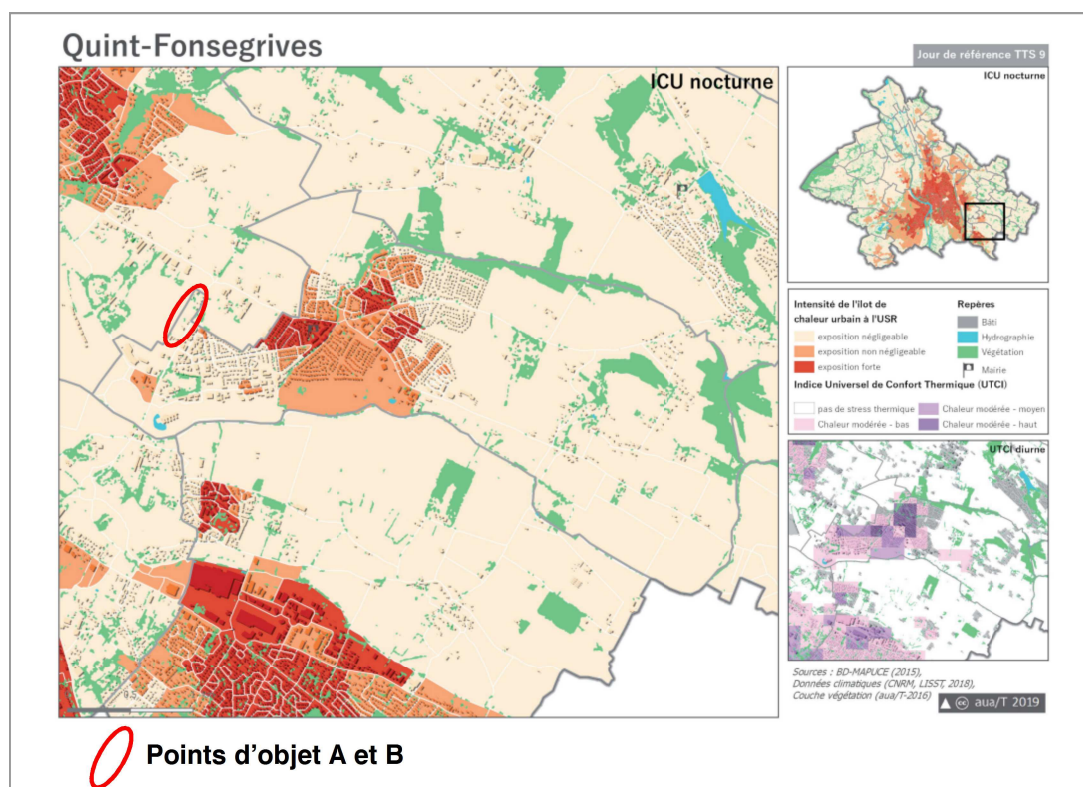 Quint-Fonsegrives
Jour de référence TTS 9
ICU nocturne
ICU nocturne
Intensité de l'îlot de
chaleur urbain à l'USR
exposition négligeable
exposition non négligeable
exposition forte
Repères
Bâti
Hydrographie
Végétation
Mairie
Indice Universel de Confort Thermique (UTCI)
pas de stress thermique
Chaleur modérée - moyen
Chaleur modérée - bas
Chaleur modérée - haut
UTCI diurne
0,5
Sources : BD-MAPUCE (2015),
Données climatiques (CNRM, LISST, 2018),
Couche végétation (aua/T-2016)
cc aua/T 2019
Points d'objet A et B